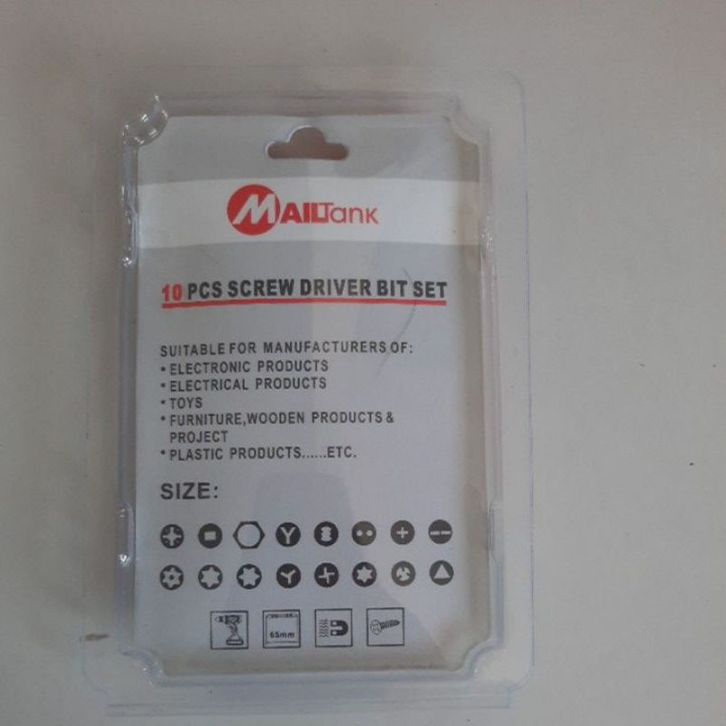 MAILTank
10 PCS SCREW DRIVER BIT SET
SUITABLE FOR MANUFACTURERS OF:
• ELECTRONIC PRODUCTS
• ELECTRICAL PRODUCTS
• TOYS
• FURNITURE,WOODEN PRODUCTS &
PROJECT
• PLASTIC PRODUCTS......ETC.
SIZE:
65mm